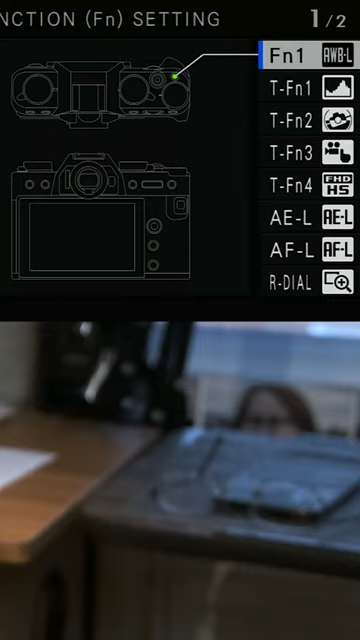 NCTION (Fn) SETTING 1/2
Fn1 AWB-L
T-Fn1
T-Fn2
T-Fn3
T-Fn4 FHD HS
AE-L AE-L
AF-L AF-L
R-DIAL